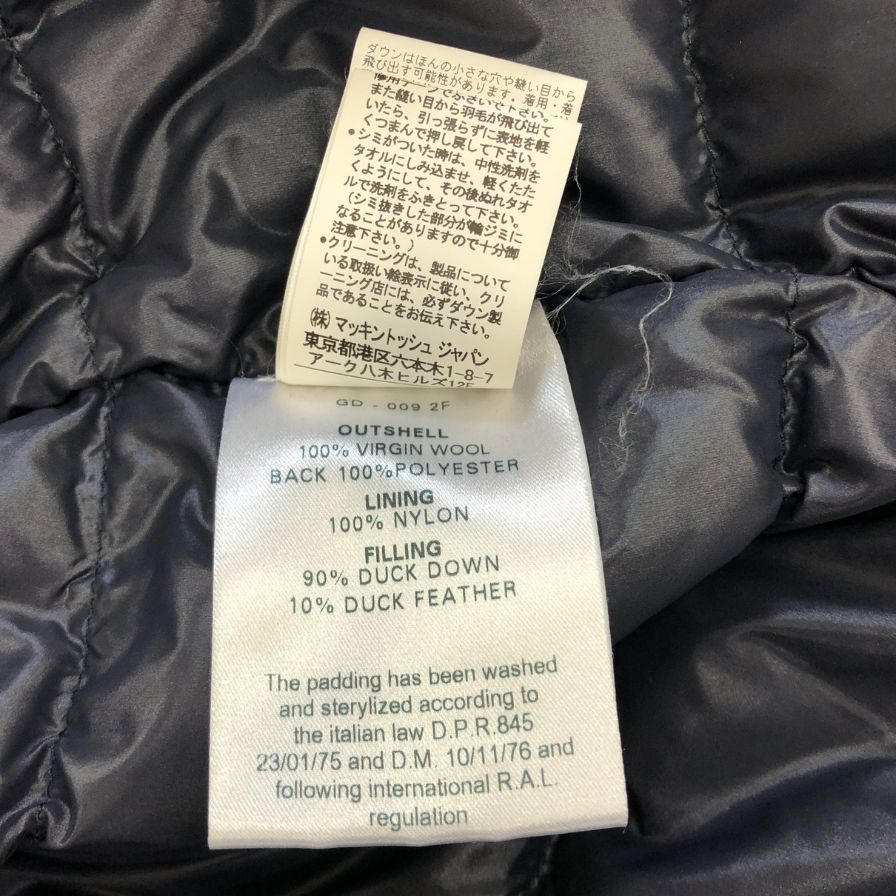 ダウンはほんの小さな穴や縫い目から
飛び出す可能性があります。着用・着
また縫い目から羽毛が飛び出て
いたら、引っ張らずに表地を軽
くつまんで押し戻して下さい。
●シミがついた時は、中性洗剤を
タオルにしみ込ませ、軽くたた
くようにして、その後ぬれタオ
ルで洗剤をふきとって下さい。
(シミ抜きした部分が輪ジミに
なることがありますので十分御
注意下さい。)
●クリーニングは、製品について
いる取扱い絵表示に従い、クリ
ーニング店には、必ずダウン製
品であることをお伝え下さい。
(株)マッキントッシュ ジャパン
東京都港区六本木1-8-7
アーク八木ヒルズ12F
GD - 009 2F
OUTSHELL
100% VIRGIN WOOL
BACK 100%POLYESTER
LINING
100% NYLON
FILLING
90% DUCK DOWN
10% DUCK FEATHER
The padding has been washed
and sterylized according to
the italian law D.P.R.845
23/01/75 and D.M. 10/11/76 and
following international R.A.L.
regulation